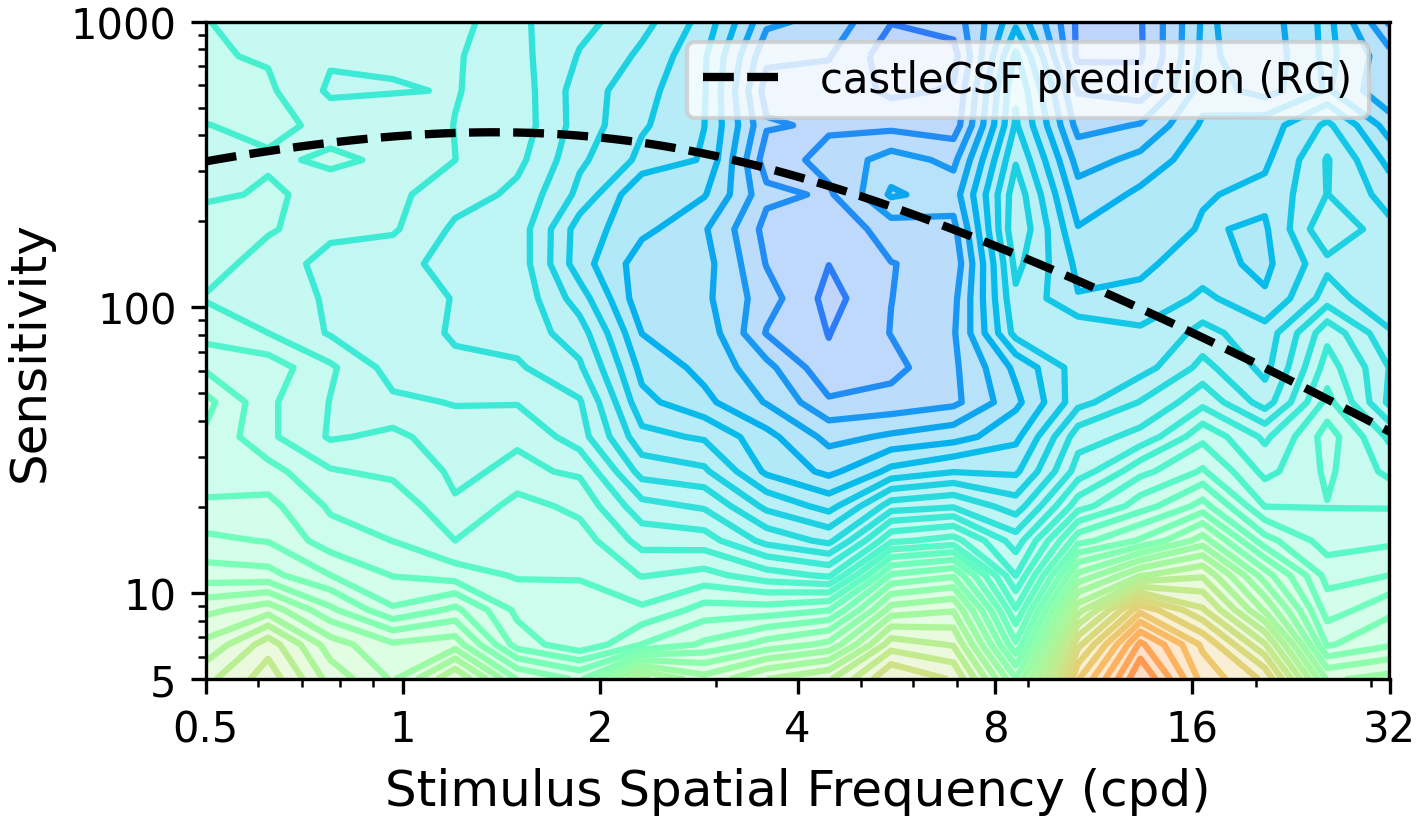 1000
castleCSF prediction (RG)
Sensitivity
100
10
5
0.5 1 2 4 8 16 32
Stimulus Spatial Frequency (cpd)